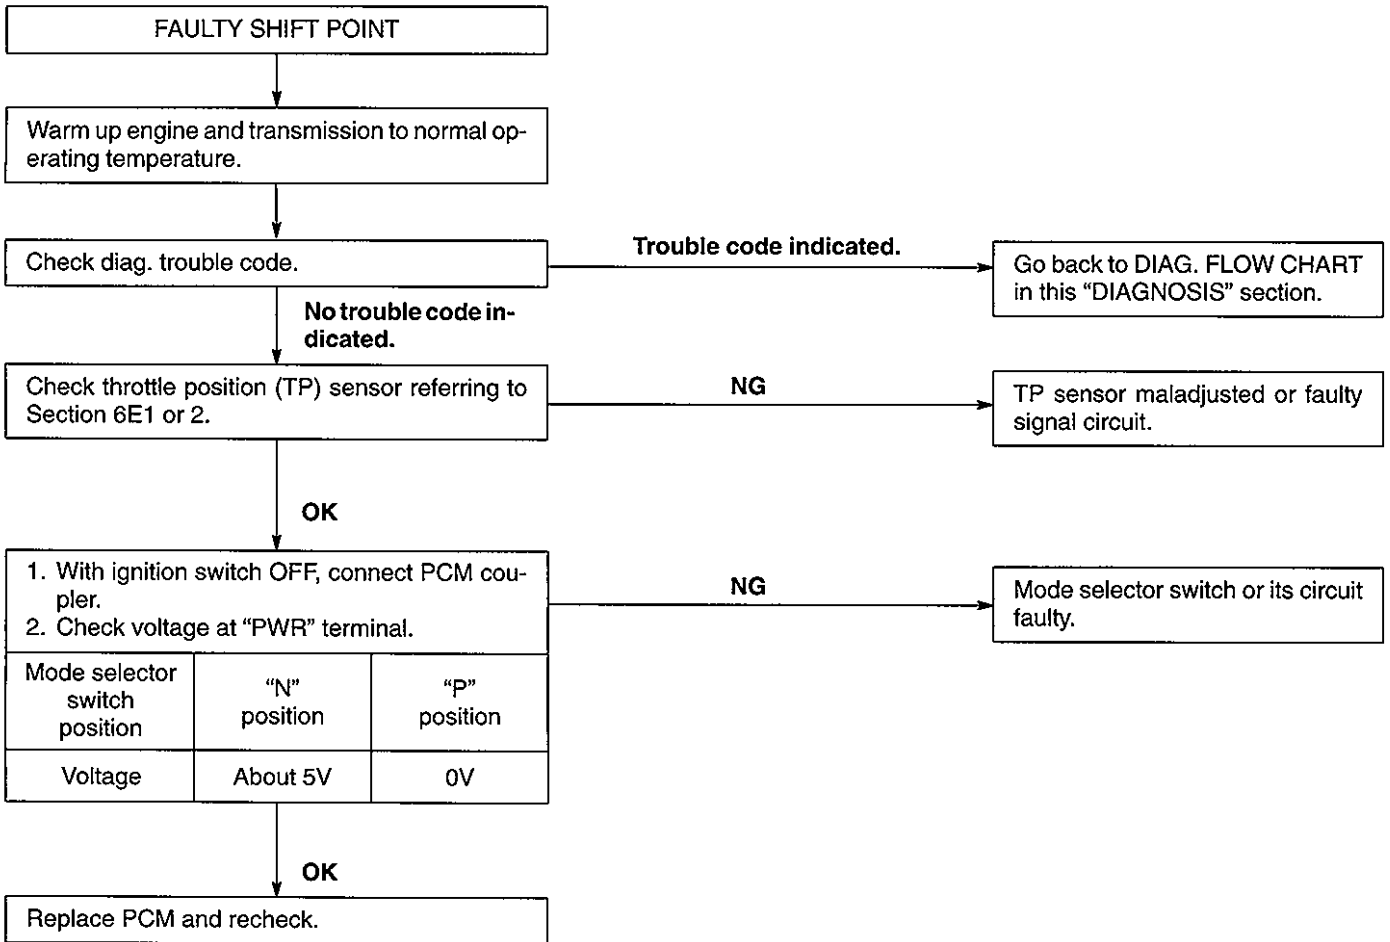 FAULTY SHIFT POINT
Warm up engine and transmission to normal op-
erating temperature.
Check diag. trouble code.
Trouble code indicated.
Go back to DIAG. FLOW CHART
in this “DIAGNOSIS” section.
No trouble code in-
dicated.
Check throttle position (TP) sensor referring to
Section 6E1 or 2.
NG
TP sensor maladjusted or faulty
signal circuit.
OK
1. With ignition switch OFF, connect PCM cou-
pler.
2. Check voltage at “PWR” terminal.
NG
Mode selector switch or its circuit
faulty.
Mode selector
switch
position
“N”
position
“P”
position
Voltage
About 5V
0V
OK
Replace PCM and recheck.